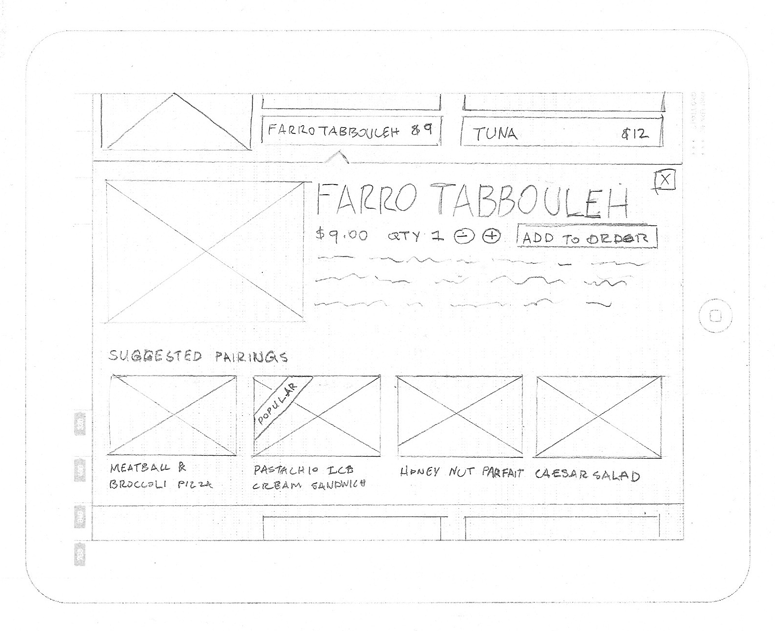 FARRO TABBOULEH $9
TUNA $12
X
FARRO TABBOULEH
$9.00 QTY 1 - +
ADD TO ORDER
SUGGESTED PAIRINGS
POPULAR
MEATBALL &
BROCCOLI PIZZA
PASTACHIO ICE
CREAM SANDWICH
HONEY NUT PARFAIT
CAESAR SALAD